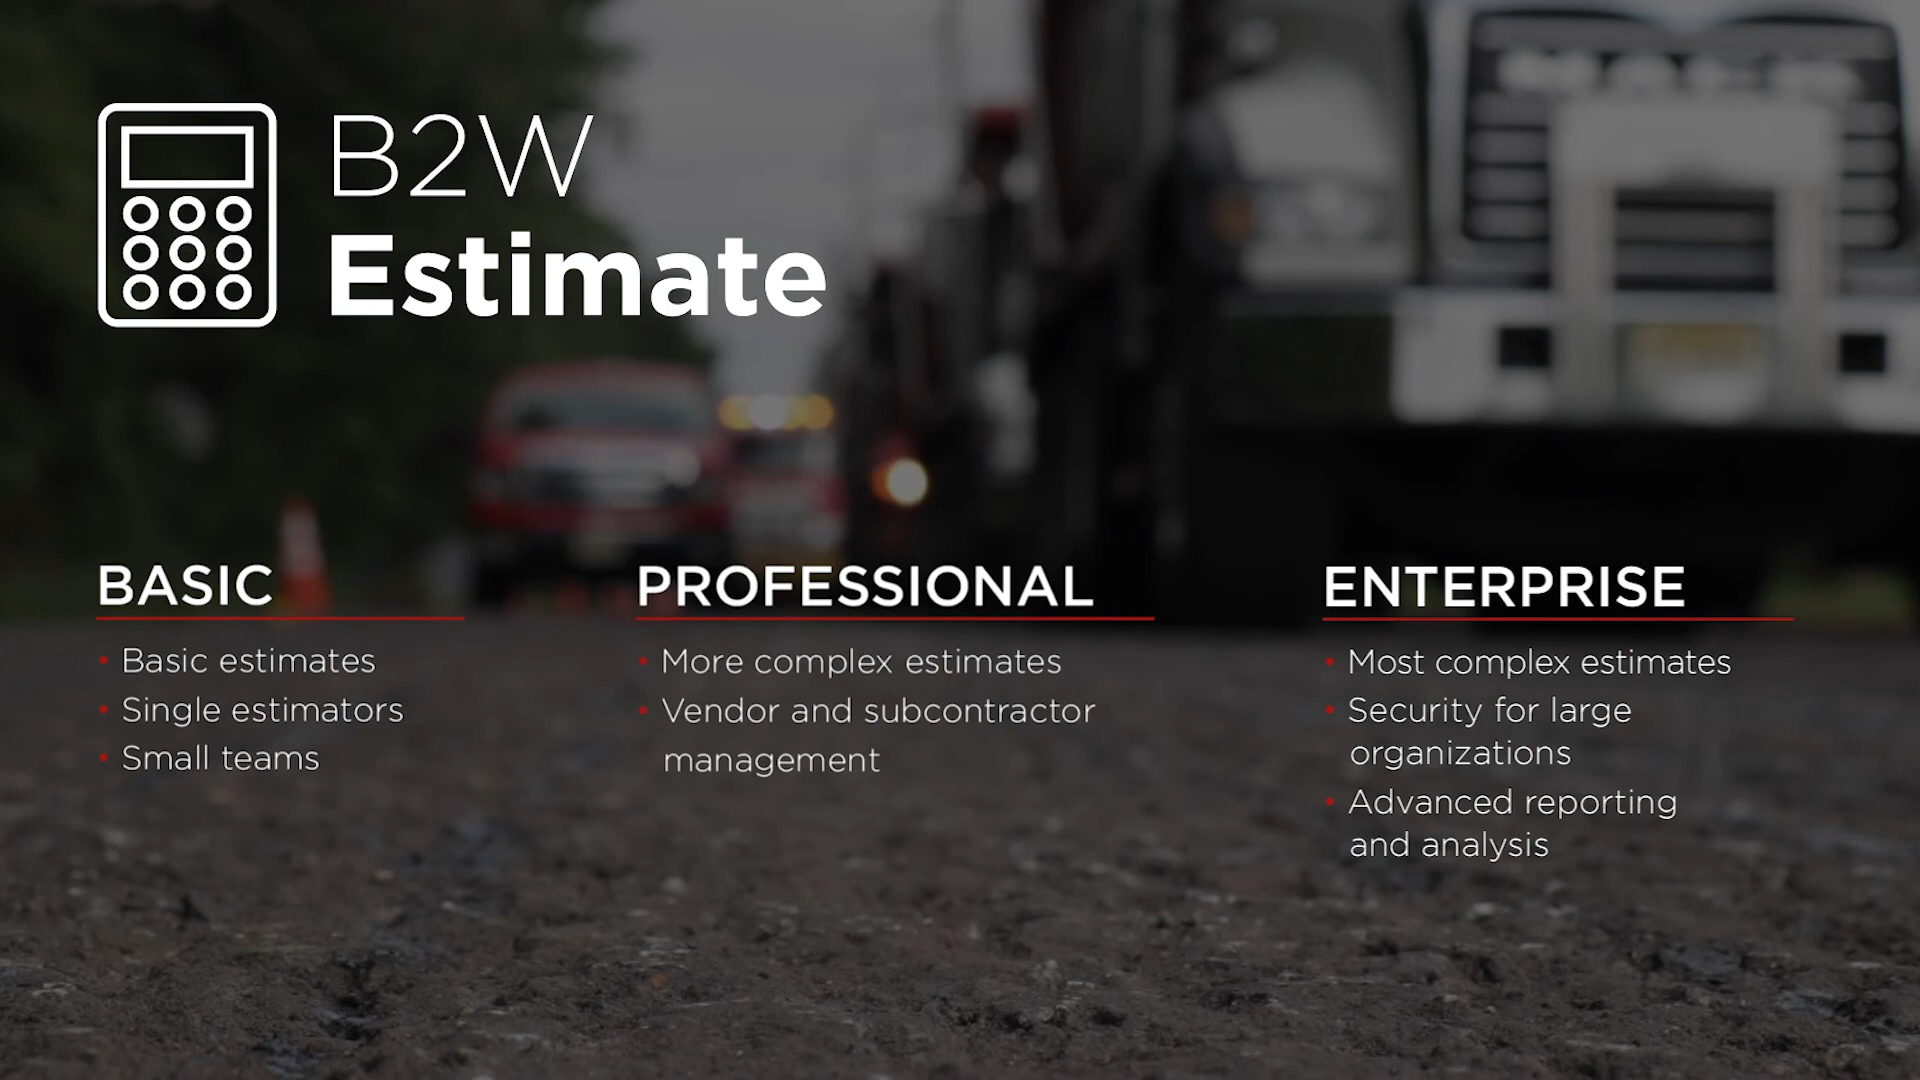 B2W
Estimate
BASIC
• Basic estimates
• Single estimators
• Small teams
PROFESSIONAL
• More complex estimates
• Vendor and subcontractor
management
ENTERPRISE
• Most complex estimates
• Security for large
organizations
• Advanced reporting
and analysis